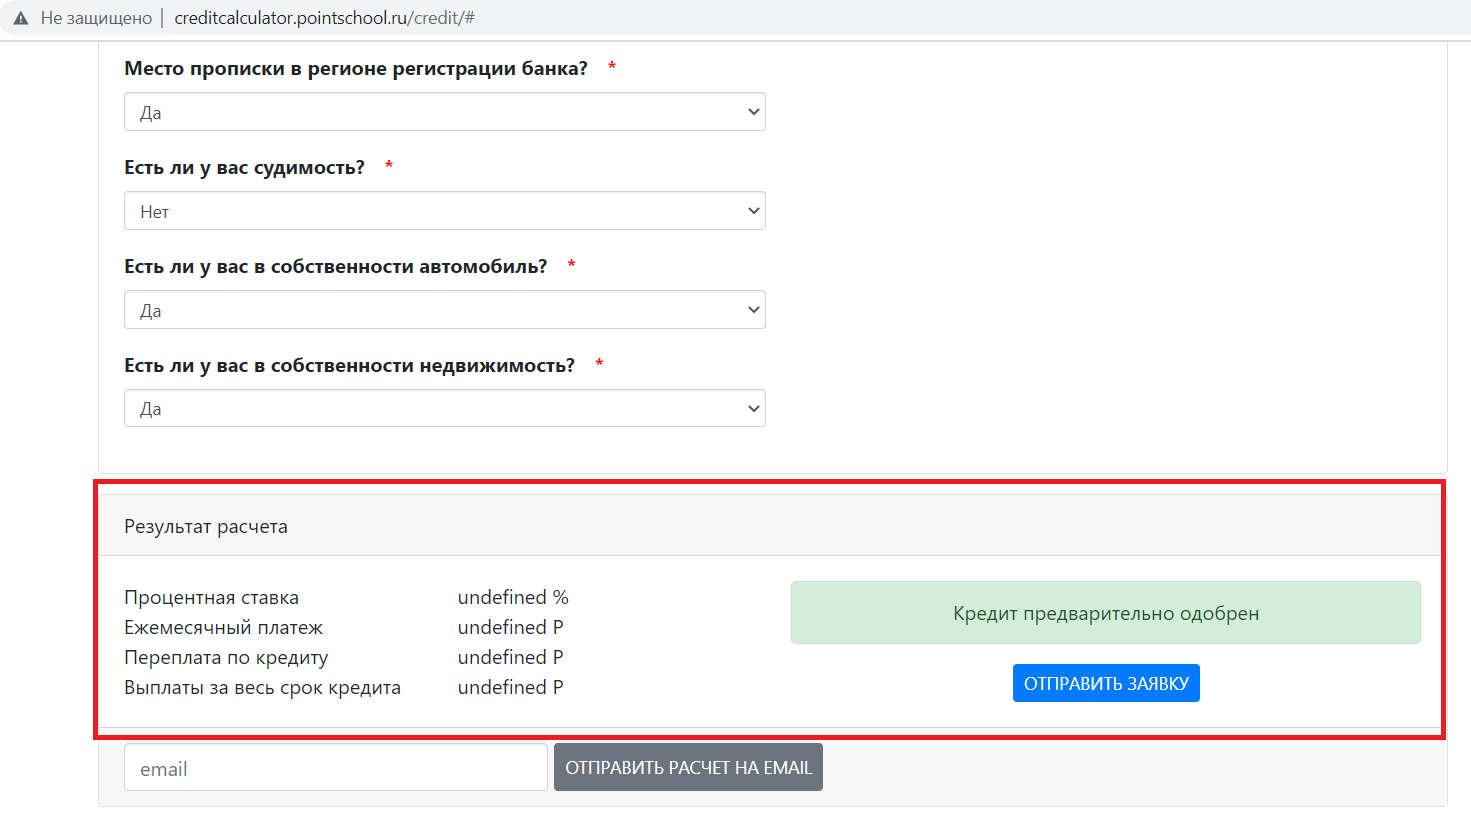 Не защищено | creditcalculator.pointschool.ru/credit/#
Место прописки в регионе регистрации банка? *
Да
Есть ли у вас судимость? *
Нет
Есть ли у вас в собственности автомобиль? *
Да
Есть ли у вас в собственности недвижимость? *
Да
Результат расчета
Процентная ставка undefined %
Ежемесячный платеж undefined Р
Переплата по кредиту undefined Р
Выплаты за весь срок кредита undefined Р
Кредит предварительно одобрен
ОТПРАВИТЬ ЗАЯВКУ
email
ОТПРАВИТЬ РАСЧЕТ НА EMAIL